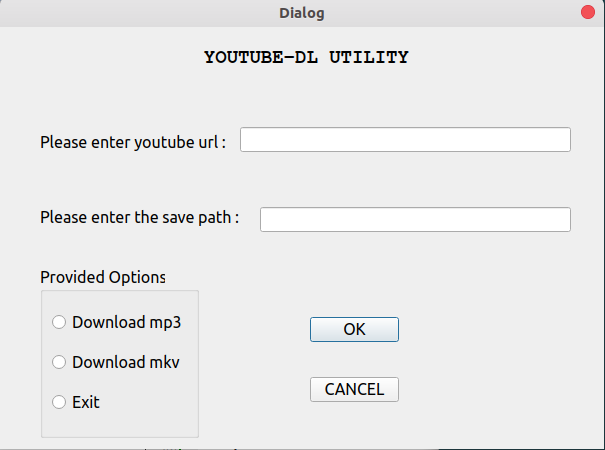 Dialog
YOUTUBE-DL UTILITY
Please enter youtube url :
Please enter the save path :
Provided Options
Download mp3
Download mkv
Exit
OK
CANCEL